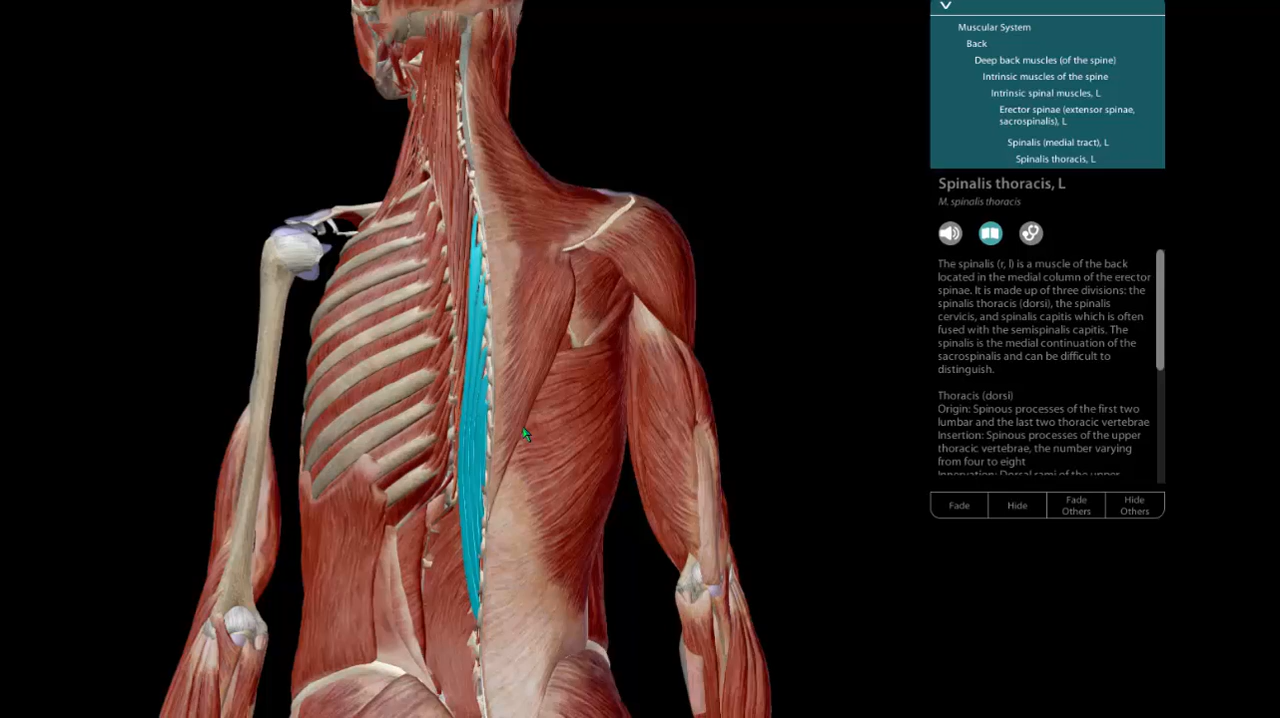 Muscular System
Back
Deep back muscles (of the spine)
Intrinsic muscles of the spine
Intrinsic spinal muscles, L
Erector spinae (extensor spinae,
sacrospinalis), L
Spinalis (medial tract), L
Spinalis thoracis, L
Spinalis thoracis, L
M. spinalis thoracis
The spinalis (r, l) is a muscle of the back
located in the medial column of the erector
spinae. It is made up of three divisions: the
spinalis thoracis (dorsi), the spinalis
cervicis, and spinalis capitis which is often
fused with the semispinalis capitis. The
spinalis is the medial continuation of the
sacrospinalis and can be difficult to
distinguish.
Thoracis (dorsi)
Origin: Spinous processes of the first two
lumbar and the last two thoracic vertebrae
Insertion: Spinous processes of the upper
thoracic vertebrae, the number varying
from four to eight
Innervation: Dorsal rami of the upper
Fade
Hide
Fade
Others
Hide
Others